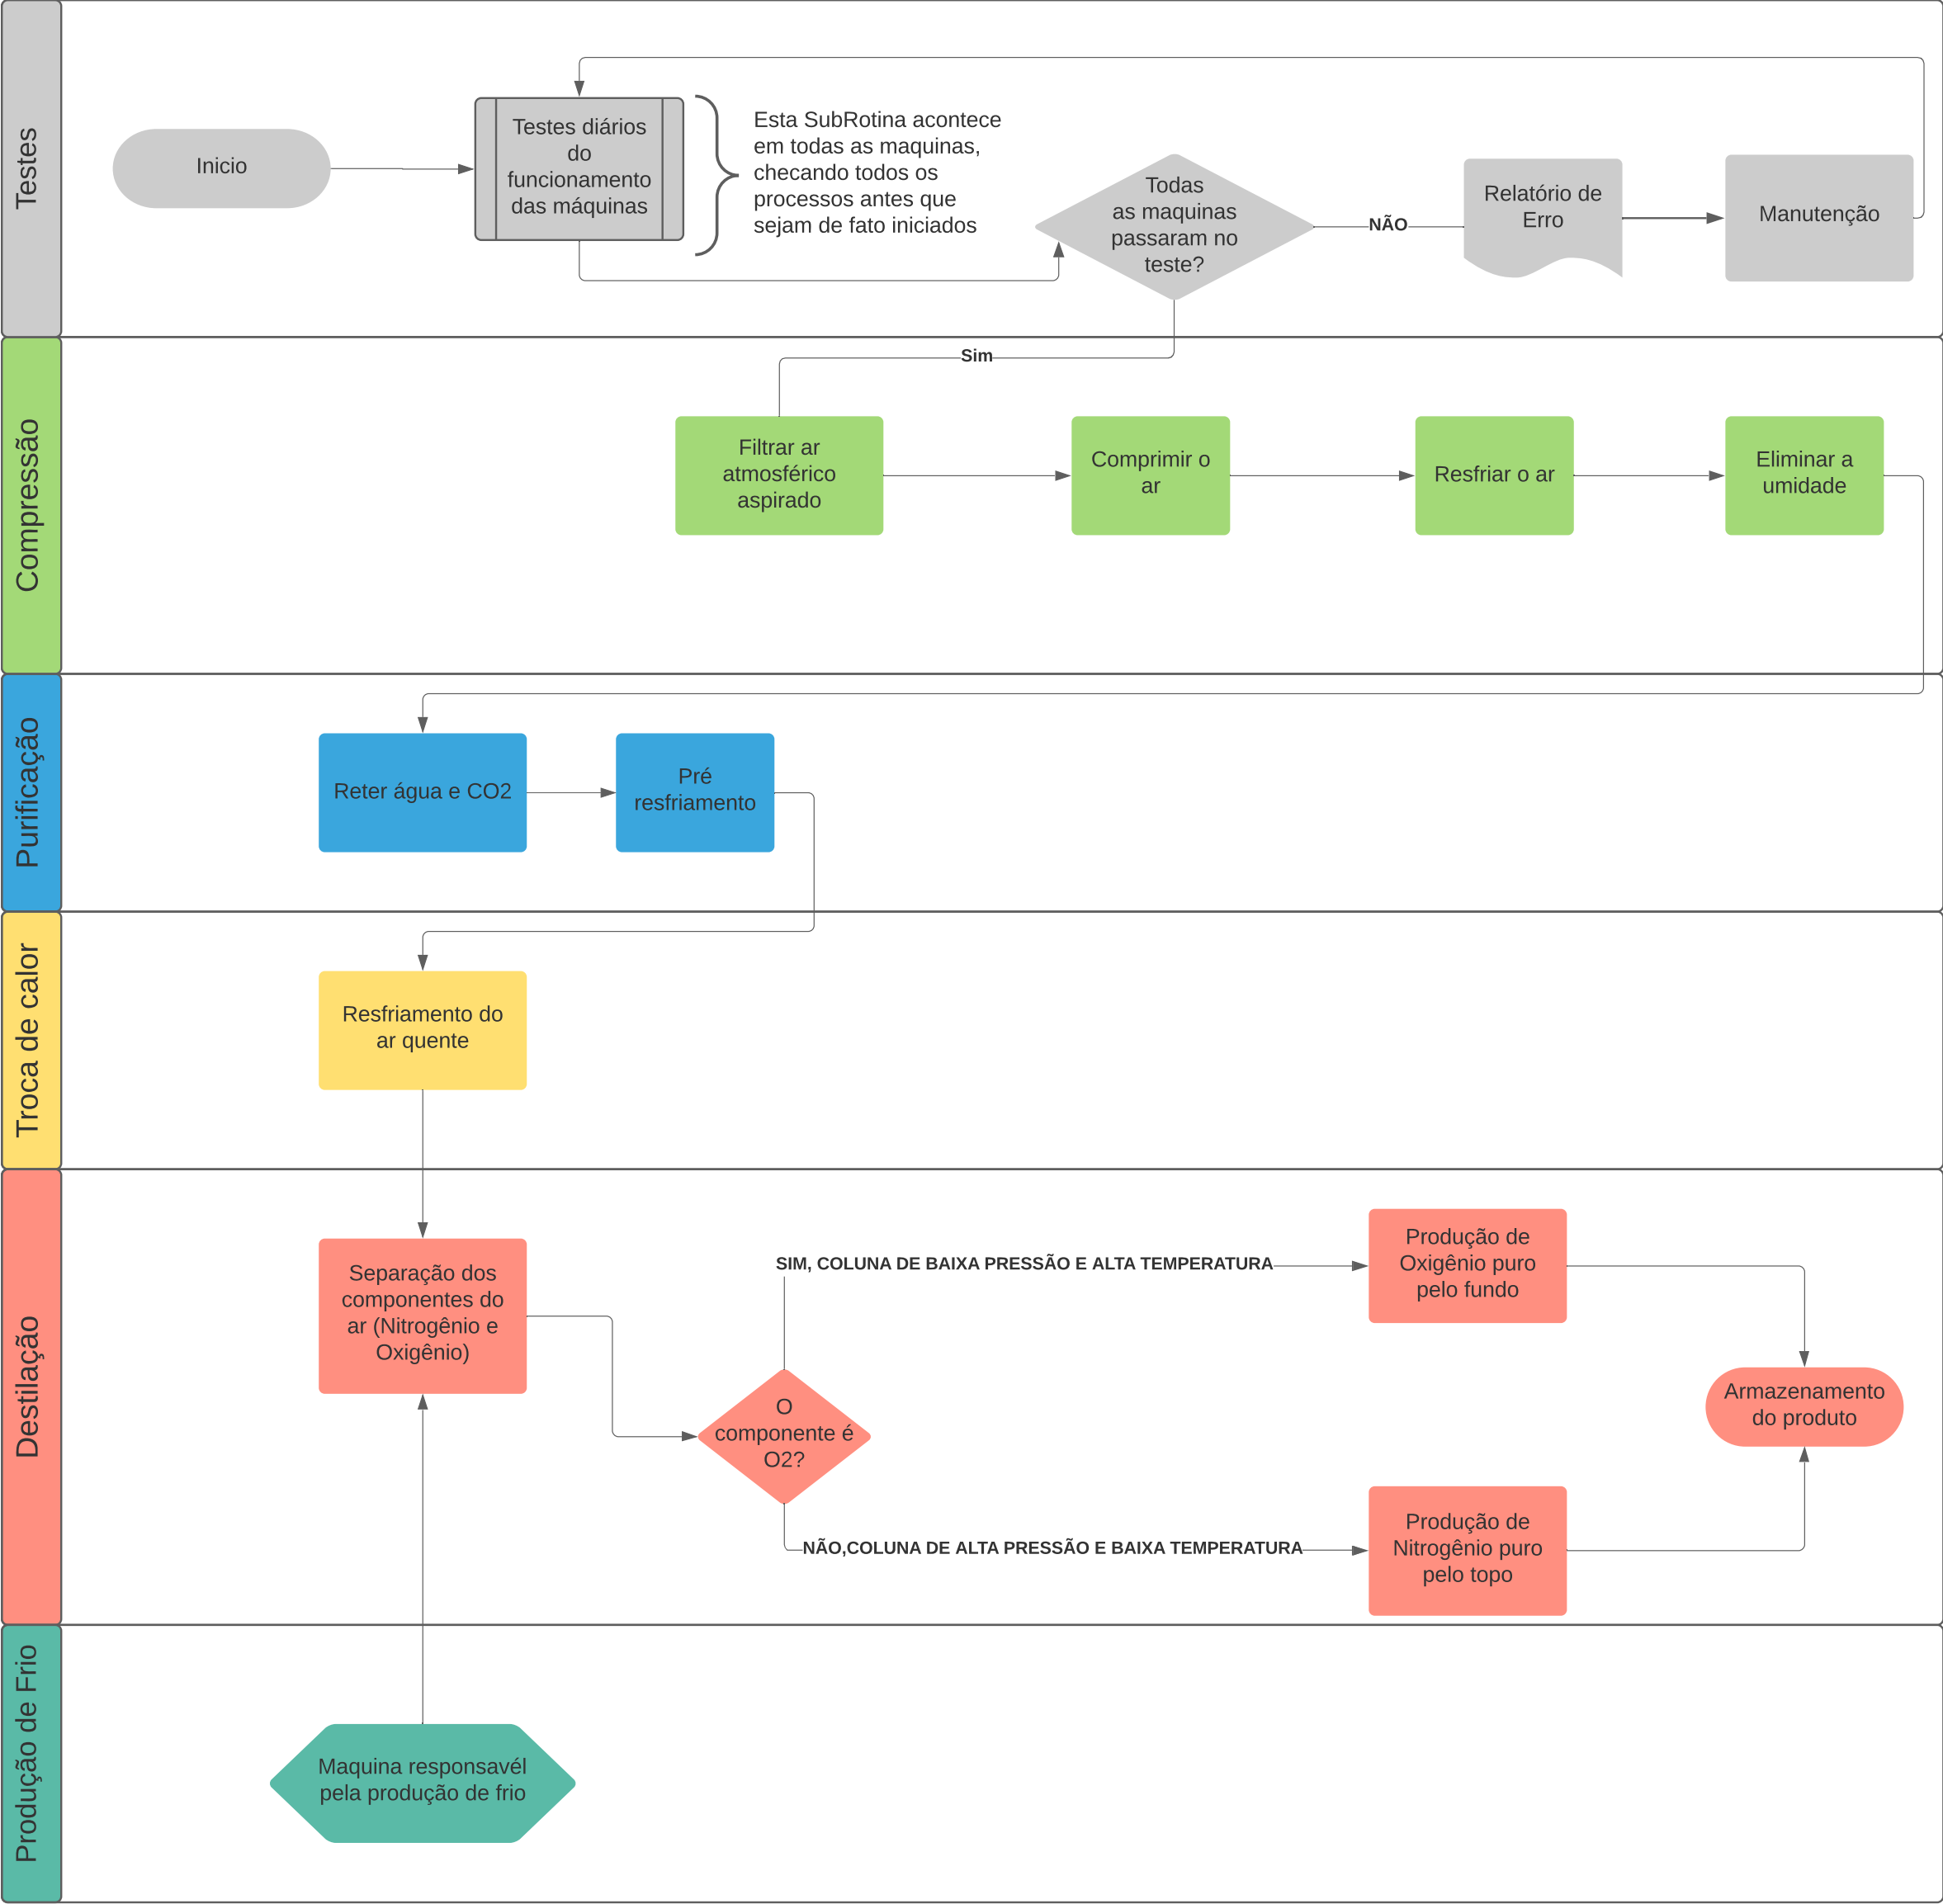 Testes
Inicio
Testes diários
do
funcionamento
das máquinas
Esta SubRotina acontece
em todas as maquinas,
checando todos os
processos antes que
sejam de fato iniciados
Todas
as maquinas
passaram no
teste?
NÃO
Relatório de
Erro
Manutenção
Compressão
Sim
Filtrar ar
atmosférico
aspirado
Comprimir o
ar
Resfriar o ar
Eliminar a
umidade
Purificação
Reter água e CO2
Pré
resfriamento
Troca de calor
Resfriamento do
ar quente
Destilação
Separação dos
componentes do
ar (Nitrogênio e
Oxigênio)
O
componente é
O2?
SIM, COLUNA DE BAIXA PRESSÃO E ALTA TEMPERATURA
Produção de
Oxigênio puro
pelo fundo
NÃO,COLUNA DE ALTA PRESSÃO E BAIXA TEMPERATURA
Produção de
Nitrogênio puro
pelo topo
Armazenamento
do produto
Produção de Frio
Maquina responsavél
pela produção de frio